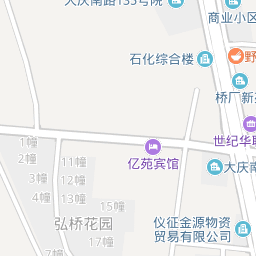 大庆南路135号院
商业小区
石化综合楼
野
桥厂新
世纪华联
1幢
2幢
11幢
亿苑宾馆
大庆南
3幢
12幢
4幢
13幢
弘桥花园
15幢
17幢
仪征金源物资
贸易有限公司